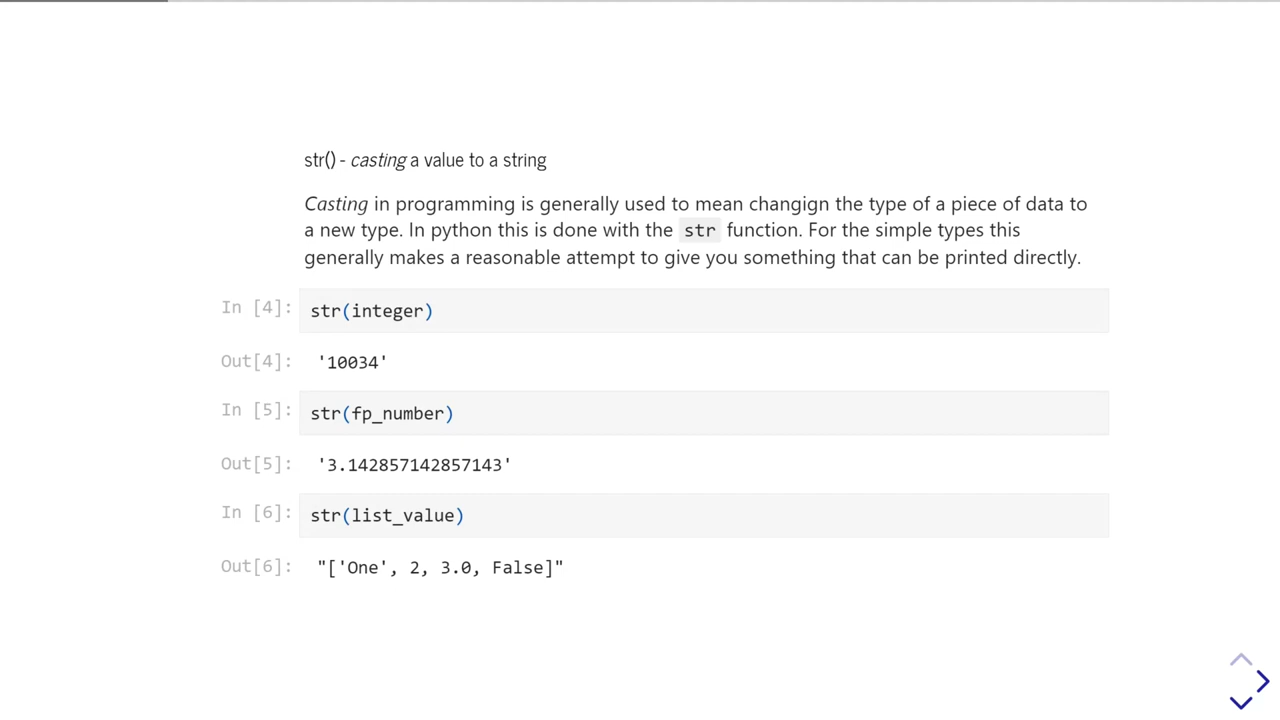 str() - casting a value to a string
Casting in programming is generally used to mean changign the type of a piece of data to
a new type. In python this is done with the str function. For the simple types this
generally makes a reasonable attempt to give you something that can be printed directly.
In [4]: str(integer)
Out[4]: '10034'
In [5]: str(fp_number)
Out[5]: '3.142857142857143'
In [6]: str(list_value)
Out[6]: "['One', 2, 3.0, False]"